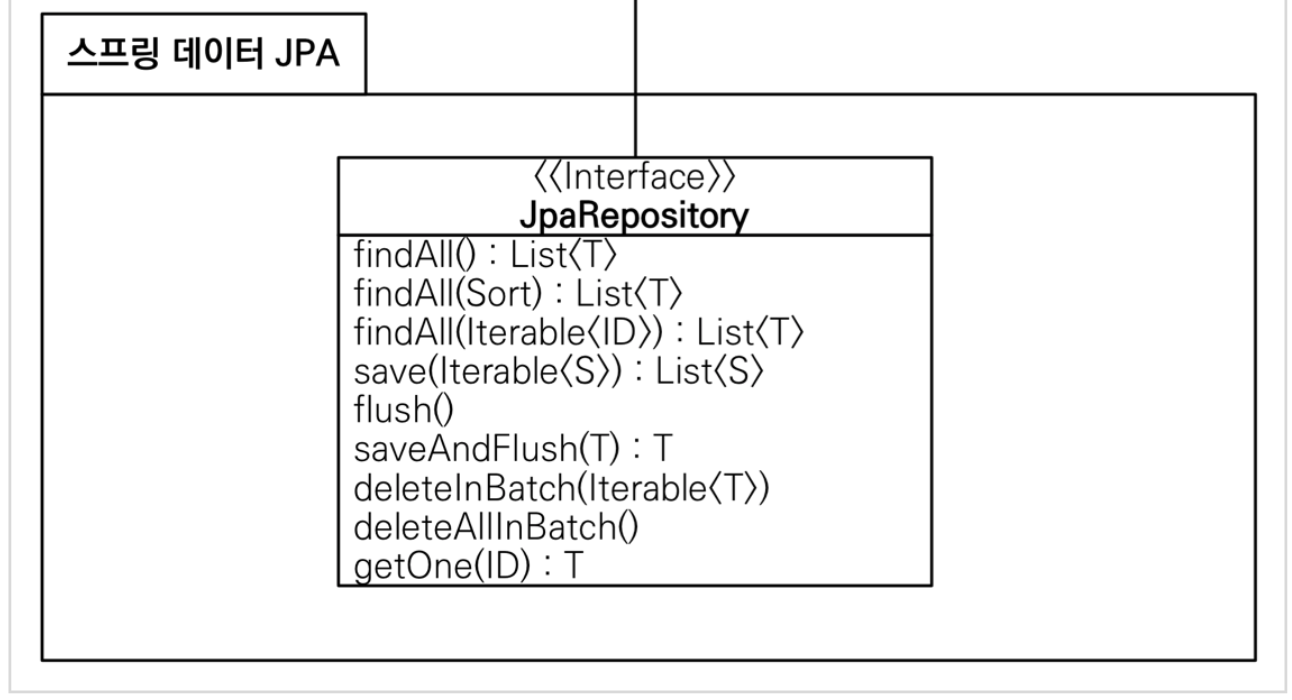 스프링 데이터 JPA
〈〈Interface〉〉
JpaRepository
findAll() : List〈T〉
findAll(Sort) : List〈T〉
findAll(Iterable〈ID〉) : List〈T〉
save(Iterable〈S〉) : List〈S〉
flush()
saveAndFlush(T) : T
deleteInBatch(Iterable〈T〉)
deleteAllInBatch()
getOne(ID) : T